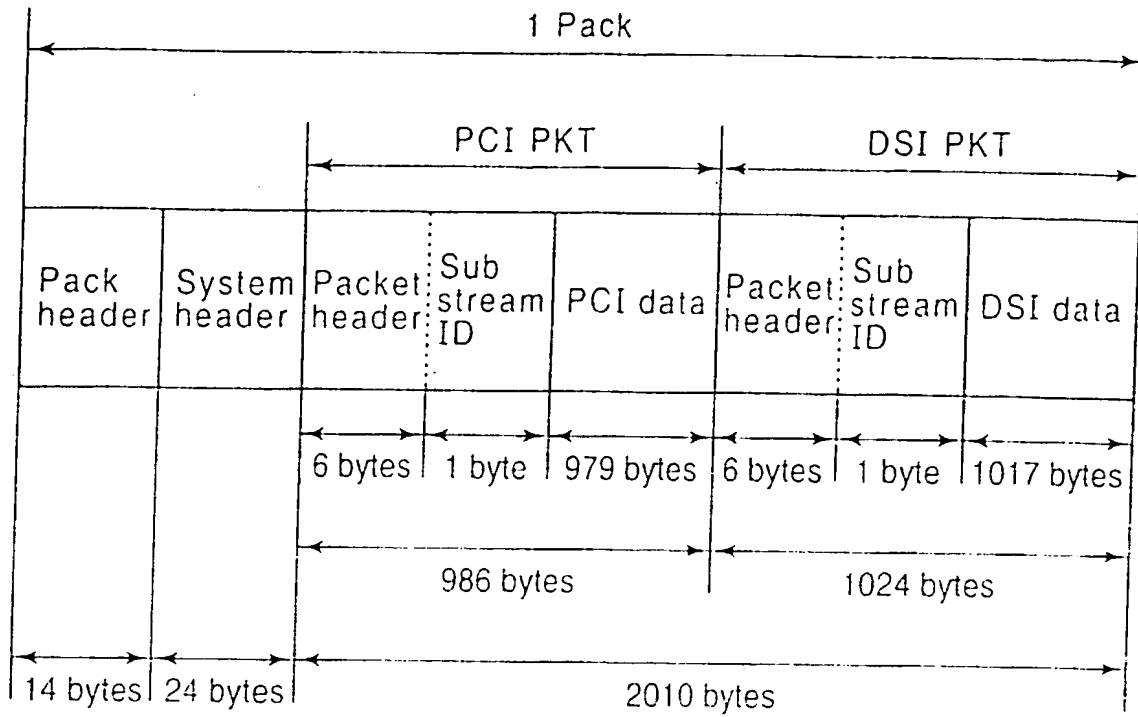 1 Pack
PCI PKT
DSI PKT
Pack
header
System
header
Packet
header
Sub
stream
ID
PCI data
Packet
header
Sub
stream
ID
DSI data
6 bytes
1 byte
979 bytes
6 bytes
1 byte
1017 bytes
986 bytes
1024 bytes
14 bytes
24 bytes
2010 bytes